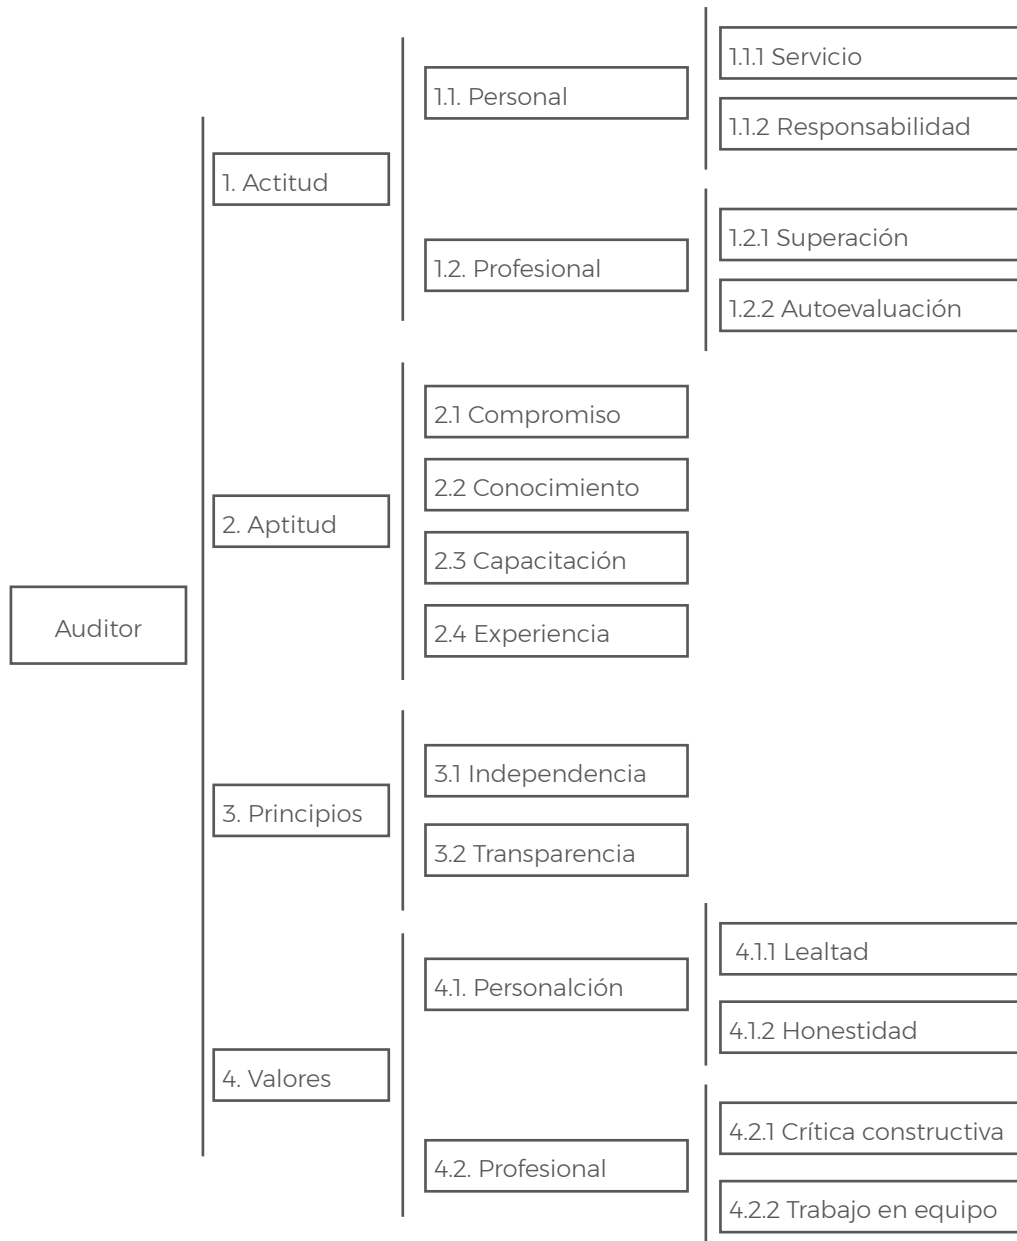 Auditor
1. Actitud
1.1. Personal
1.1.1 Servicio
1.1.2 Responsabilidad
1.2. Profesional
1.2.1 Superación
1.2.2 Autoevaluación
2. Aptitud
2.1 Compromiso
2.2 Conocimiento
2.3 Capacitación
2.4 Experiencia
3. Principios
3.1 Independencia
3.2 Transparencia
4. Valores
4.1. Personalción
4.1.1 Lealtad
4.1.2 Honestidad
4.2. Profesional
4.2.1 Crítica constructiva
4.2.2 Trabajo en equipo